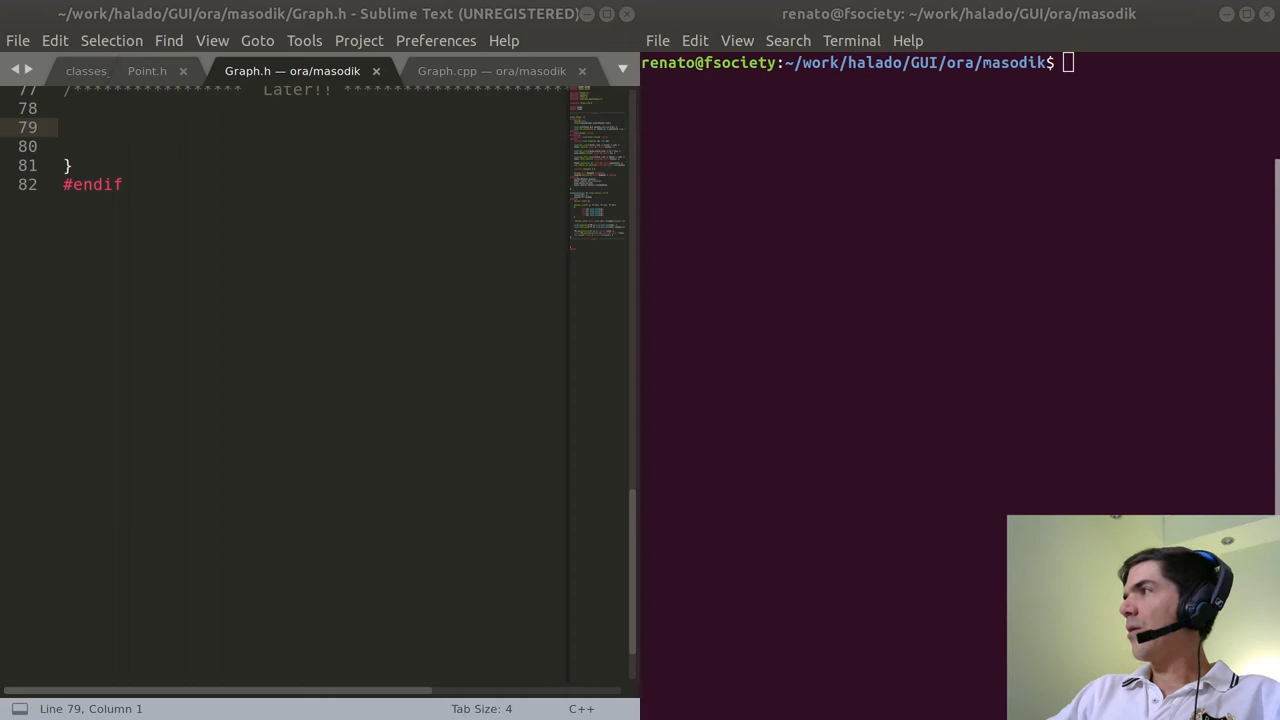 ~/work/halado/GUI/ora/masodik/Graph.h - Sublime Text (UNREGISTERED)
File Edit Selection Find View Goto Tools Project Preferences Help
classes Point.h Graph.h — ora/masodik Graph.cpp — ora/masodik
77 /***************** Later!! ***********************
78
79
80
81 }
82 #endif
Line 79, Column 1 Tab Size: 4 C++
renato@fsociety: ~/work/halado/GUI/ora/masodik
File Edit View Search Terminal Help
renato@fsociety:~/work/halado/GUI/ora/masodik$